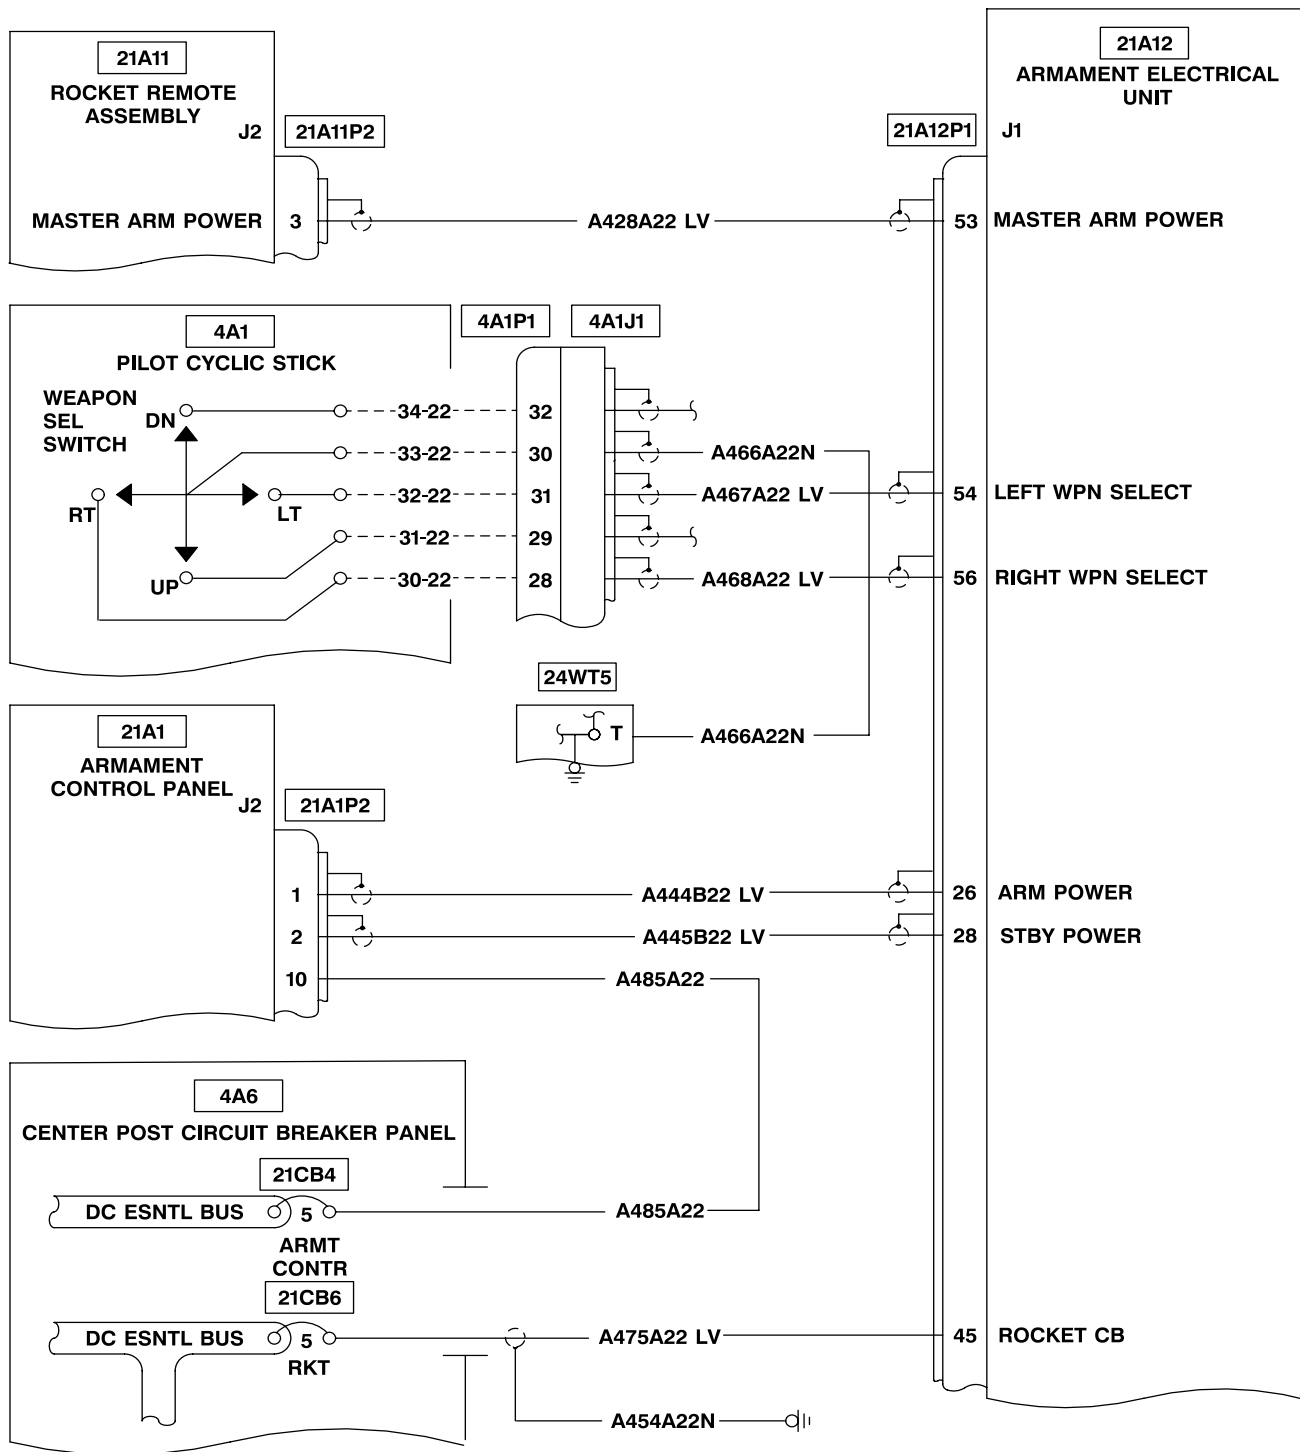 21A11
ROCKET REMOTE
ASSEMBLY
J2
21A11P2
MASTER ARM POWER
3
A428A22 LV
21A12
ARMAMENT ELECTRICAL
UNIT
21A12P1
J1
53
MASTER ARM POWER
4A1
PILOT CYCLIC STICK
4A1P1
4A1J1
WEAPON
SEL
SWITCH
DN
RT
LT
UP
34-22
32
33-22
30
A466A22N
32-22
31
A467A22 LV
54
LEFT WPN SELECT
31-22
29
30-22
28
A468A22 LV
56
RIGHT WPN SELECT
24WT5
T
A466A22N
21A1
ARMAMENT
CONTROL PANEL
J2
21A1P2
1
A444B22 LV
26
ARM POWER
2
A445B22 LV
28
STBY POWER
10
A485A22
4A6
CENTER POST CIRCUIT BREAKER PANEL
21CB4
DC ESNTL BUS
5
A485A22
ARMT
CONTR
21CB6
DC ESNTL BUS
5
RKT
A475A22 LV
45
ROCKET CB
A454A22N